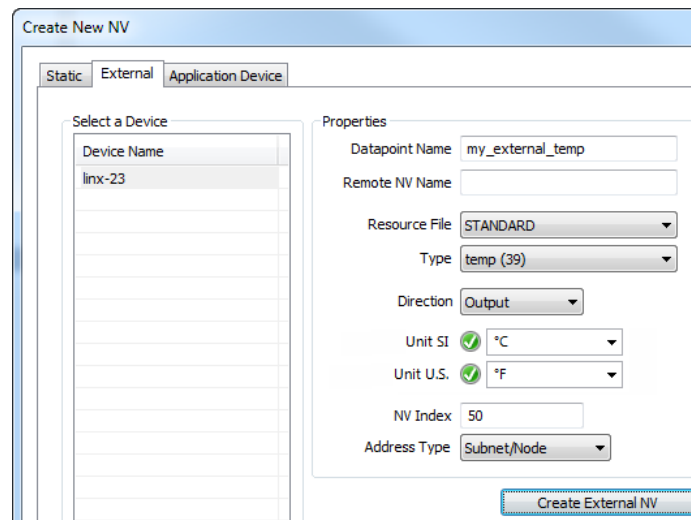 Create New NV
Static External Application Device
Select a Device
Device Name
linx-23
Properties
Datapoint Name my_external_temp
Remote NV Name
Resource File STANDARD
Type temp (39)
Direction Output
Unit SI °C
Unit U.S. °F
NV Index 50
Address Type Subnet/Node
Create External NV